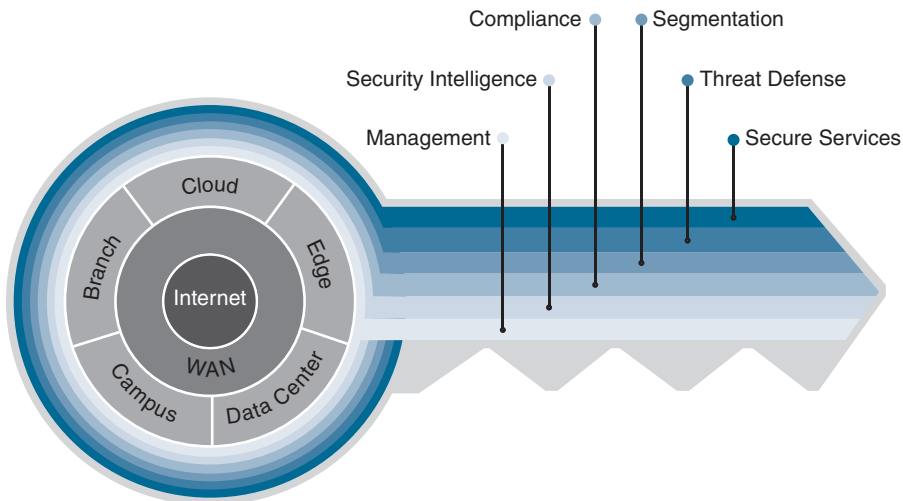 Compliance
Segmentation
Security Intelligence
Threat Defense
Management
Secure Services
Cloud
Branch
Edge
Internet
WAN
Campus
Data Center